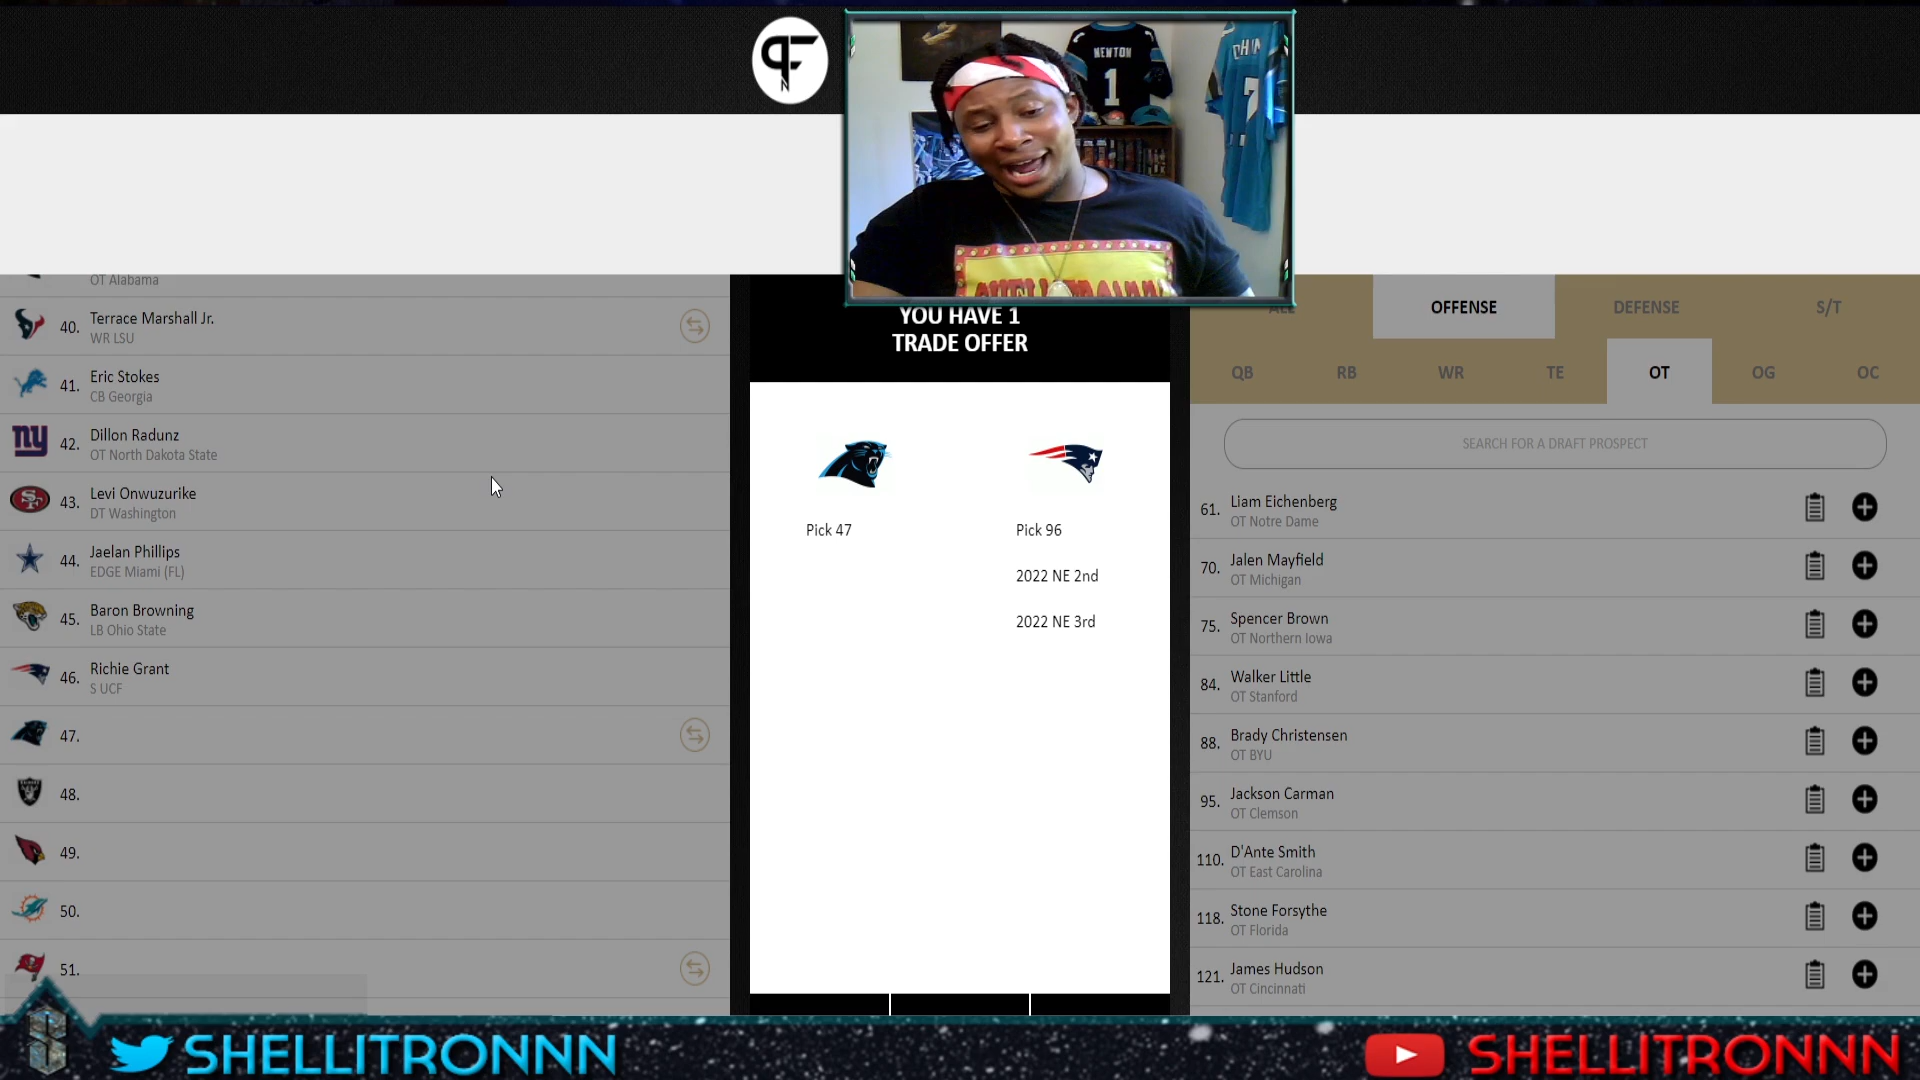 PF
N
NEWTON
1
7
OT Alabama
40.
Terrace Marshall Jr.
WR LSU
41.
Eric Stokes
CB Georgia
42.
Dillon Radunz
OT North Dakota State
43.
Levi Onwuzurike
DT Washington
44.
Jaelan Phillips
EDGE Miami (FL)
45.
Baron Browning
LB Ohio State
46.
Richie Grant
S UCF
47.
48.
49.
50.
51.
YOU HAVE 1
TRADE OFFER
Pick 47
Pick 96
2022 NE 2nd
2022 NE 3rd
ALL
OFFENSE
DEFENSE
S/T
QB
RB
WR
TE
OT
OG
OC
SEARCH FOR A DRAFT PROSPECT
61.
Liam Eichenberg
OT Notre Dame
70.
Jalen Mayfield
OT Michigan
75.
Spencer Brown
OT Northern Iowa
84.
Walker Little
OT Stanford
88.
Brady Christensen
OT BYU
95.
Jackson Carman
OT Clemson
110.
D'Ante Smith
OT East Carolina
118.
Stone Forsythe
OT Florida
121.
James Hudson
OT Cincinnati
SHELLITRONNN
SHELLITRONNN